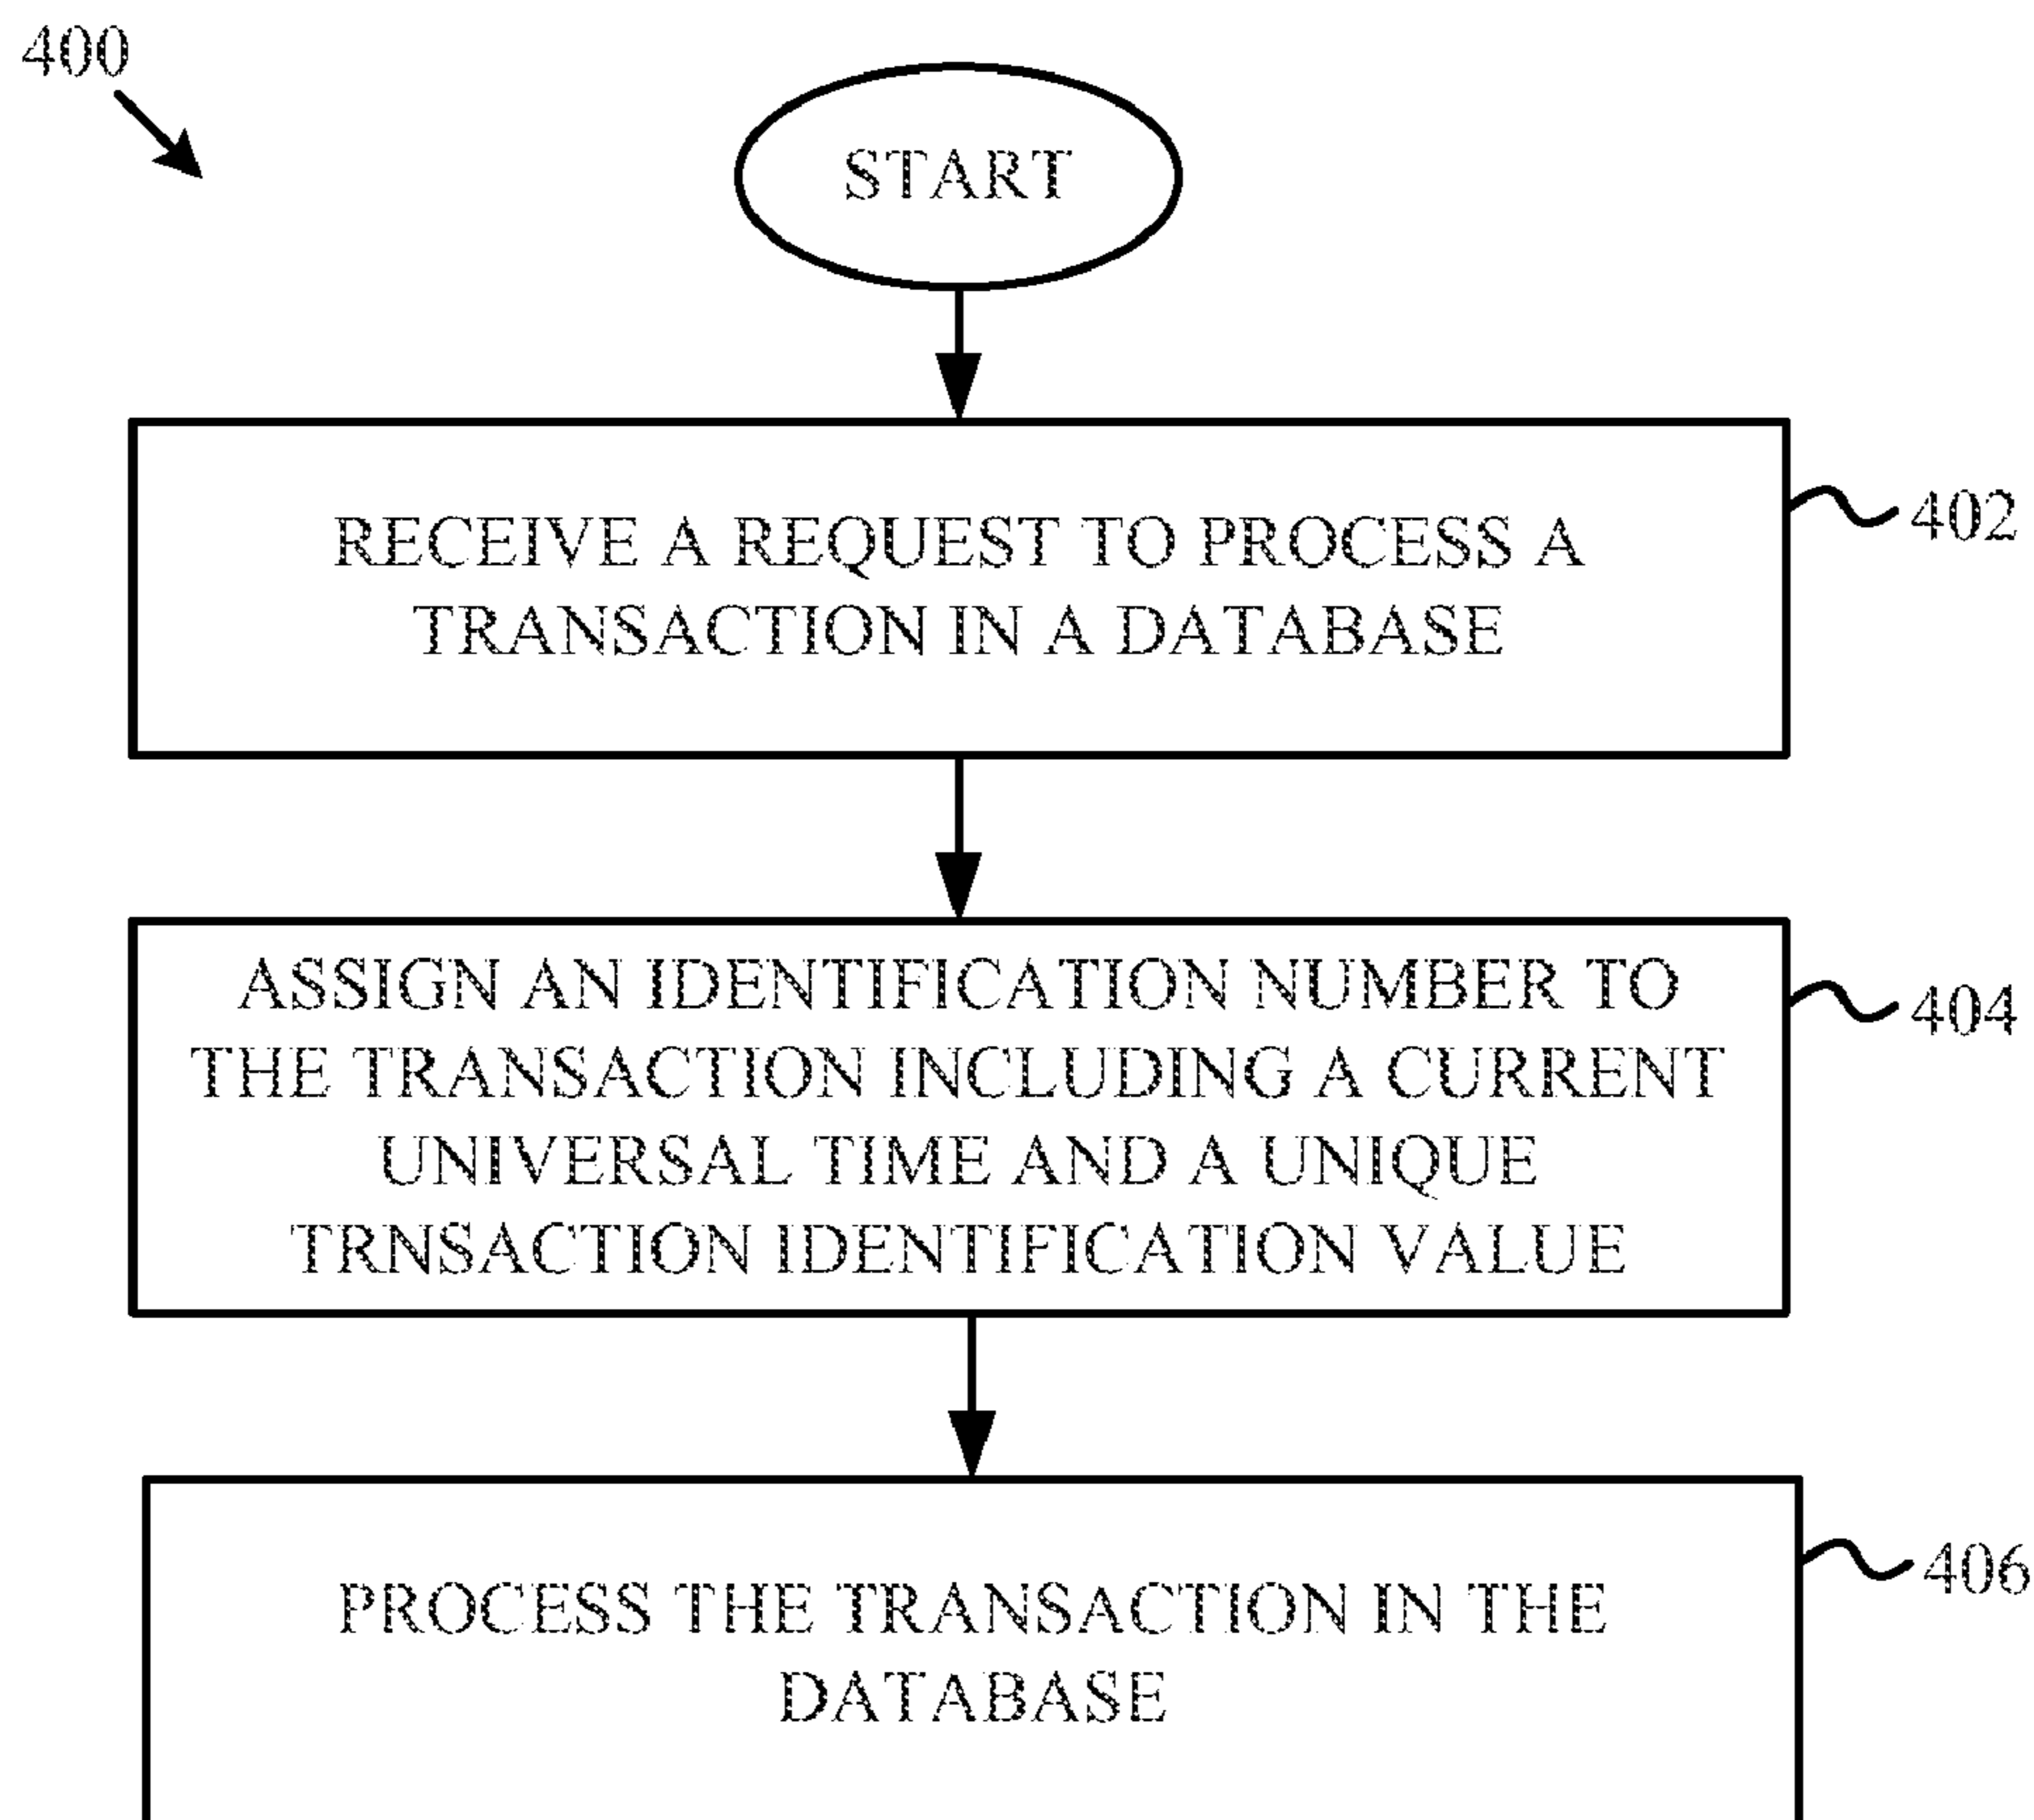 400
START
RECEIVE A REQUEST TO PROCESS A
TRANSACTION IN A DATABASE
402
ASSIGN AN IDENTIFICATION NUMBER TO
THE TRANSACTION INCLUDING A CURRENT
UNIVERSAL TIME AND A UNIQUE
TRNSACTION IDENTIFICATION VALUE
404
PROCESS THE TRANSACTION IN THE
DATABASE
406